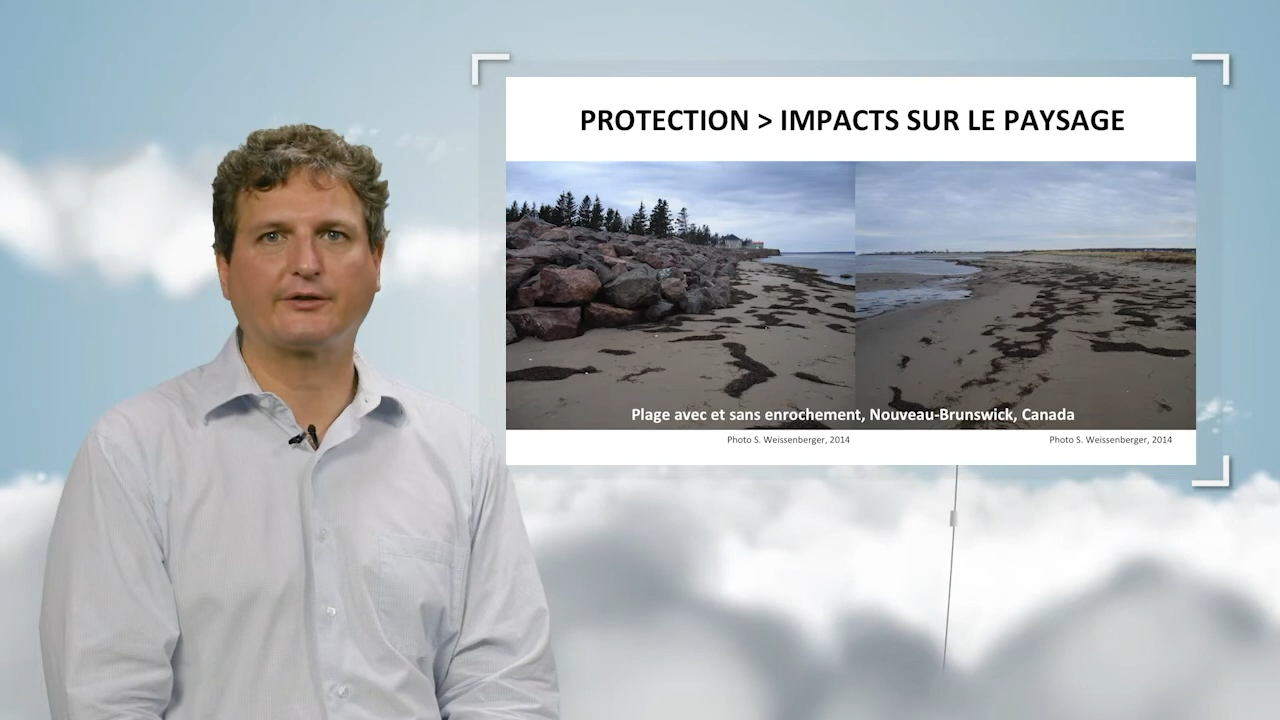 PROTECTION > IMPACTS SUR LE PAYSAGE
Plage avec et sans enrochement, Nouveau-Brunswick, Canada
Photo S. Weissenberger, 2014
Photo S. Weissenberger, 2014